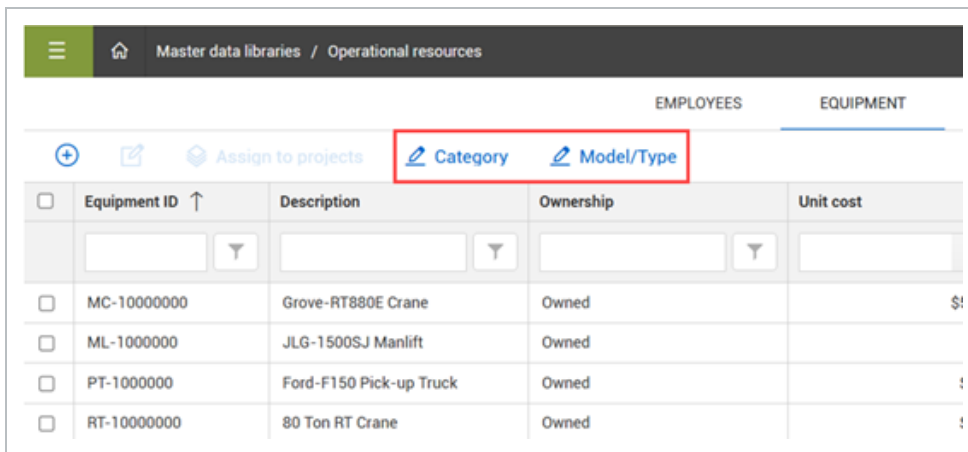 Master data libraries / Operational resources
EMPLOYEES EQUIPMENT
Assign to projects Category Model/Type
Equipment ID Description Ownership Unit cost
MC-10000000 Grove-RT880E Crane Owned
ML-1000000 JLG-1500SJ Manlift Owned
PT-1000000 Ford-F150 Pick-up Truck Owned
RT-10000000 80 Ton RT Crane Owned